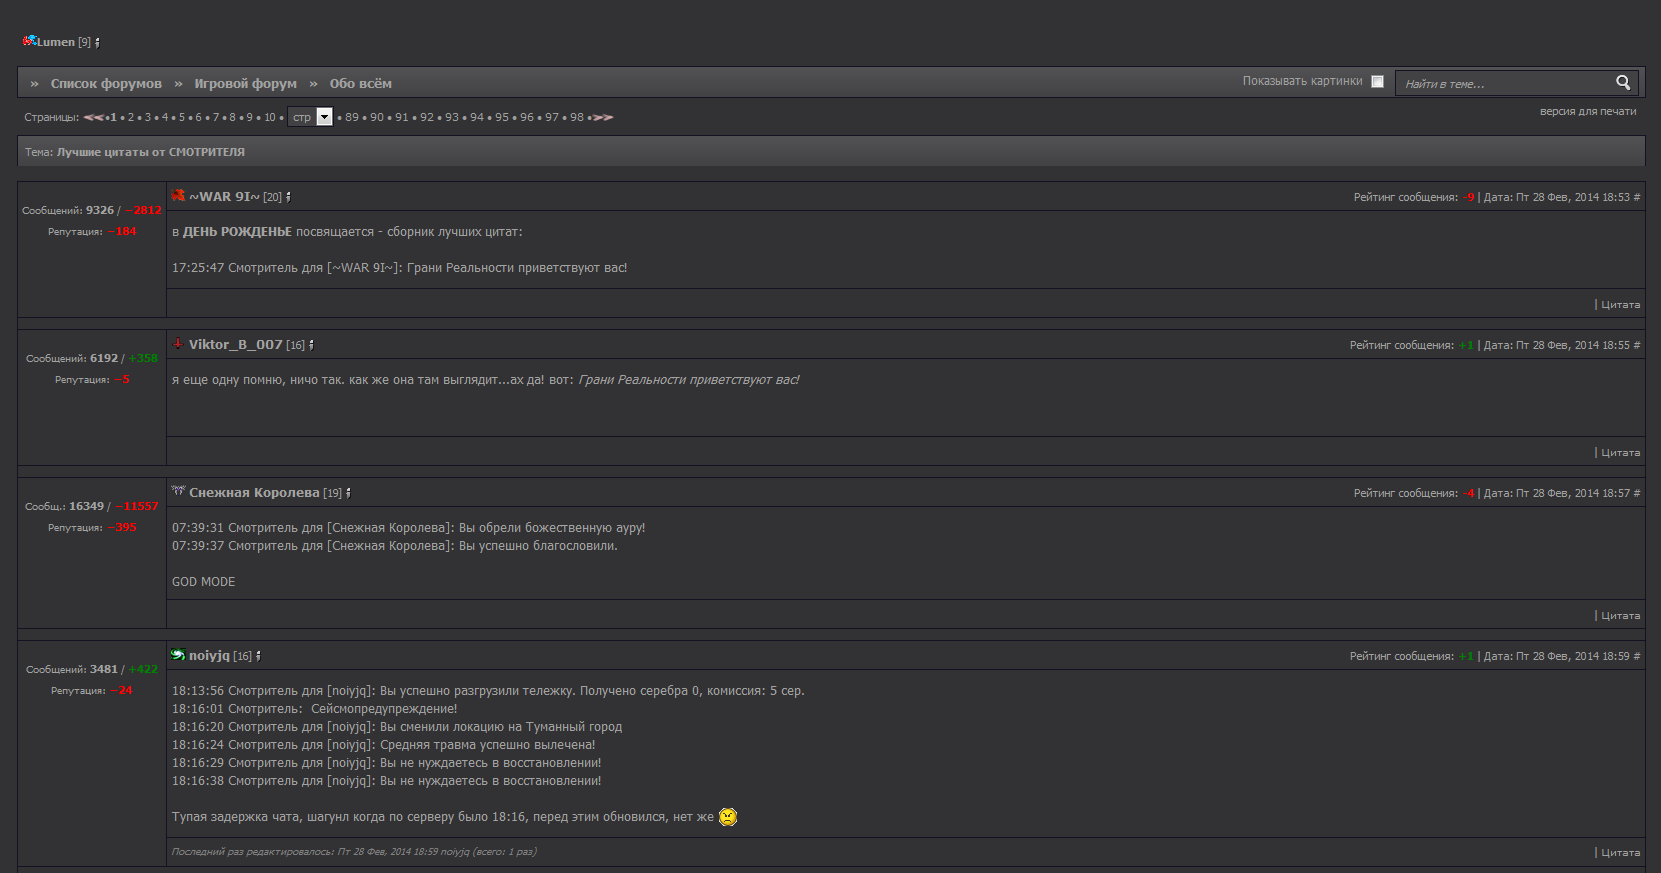 Lumen [9]
» Список форумов » Игровой форум » Обо всём
Показывать картинки
Найти в теме...
Страницы: •1 • 2 • 3 • 4 • 5 • 6 • 7 • 8 • 9 • 10 • стр • 89 • 90 • 91 • 92 • 93 • 94 • 95 • 96 • 97 • 98 •
версия для печати
Тема: Лучшие цитаты от СМОТРИТЕЛЯ
Сообщений: 9326 / −2812
Репутация: −184
~WAR 9I~ [20]
Рейтинг сообщения: -9 | Дата: Пт 28 Фев, 2014 18:53 #
в ДЕНЬ РОЖДЕНЬЕ посвящается - сборник лучших цитат:
17:25:47 Смотритель для [~WAR 9I~]: Грани Реальности приветствуют вас!
| Цитата
Сообщений: 6192 / +358
Репутация: −5
Viktor_B_007 [16]
Рейтинг сообщения: +1 | Дата: Пт 28 Фев, 2014 18:55 #
я еще одну помню, ничо так. как же она там выглядит...ах да! вот: Грани Реальности приветствуют вас!
| Цитата
Сообщ.: 16349 / −11557
Репутация: −395
Снежная Королева [19]
Рейтинг сообщения: -4 | Дата: Пт 28 Фев, 2014 18:57 #
07:39:31 Смотритель для [Снежная Королева]: Вы обрели божественную ауру!
07:39:37 Смотритель для [Снежная Королева]: Вы успешно благословили.
GOD MODE
| Цитата
Сообщений: 3481 / +422
Репутация: −24
noiyjq [16]
Рейтинг сообщения: +1 | Дата: Пт 28 Фев, 2014 18:59 #
18:13:56 Смотритель для [noiyjq]: Вы успешно разгрузили тележку. Получено серебра 0, комиссия: 5 сер.
18:16:01 Смотритель: Сейсмопредупреждение!
18:16:20 Смотритель для [noiyjq]: Вы сменили локацию на Туманный город
18:16:24 Смотритель для [noiyjq]: Средняя травма успешно вылечена!
18:16:29 Смотритель для [noiyjq]: Вы не нуждаетесь в восстановлении!
18:16:38 Смотритель для [noiyjq]: Вы не нуждаетесь в восстановлении!
Тупая задержка чата, шагунл когда по серверу было 18:16, перед этим обновился, нет же
Последний раз редактировалось: Пт 28 Фев, 2014 18:59 noiyjq (всего: 1 раз)
| Цитата